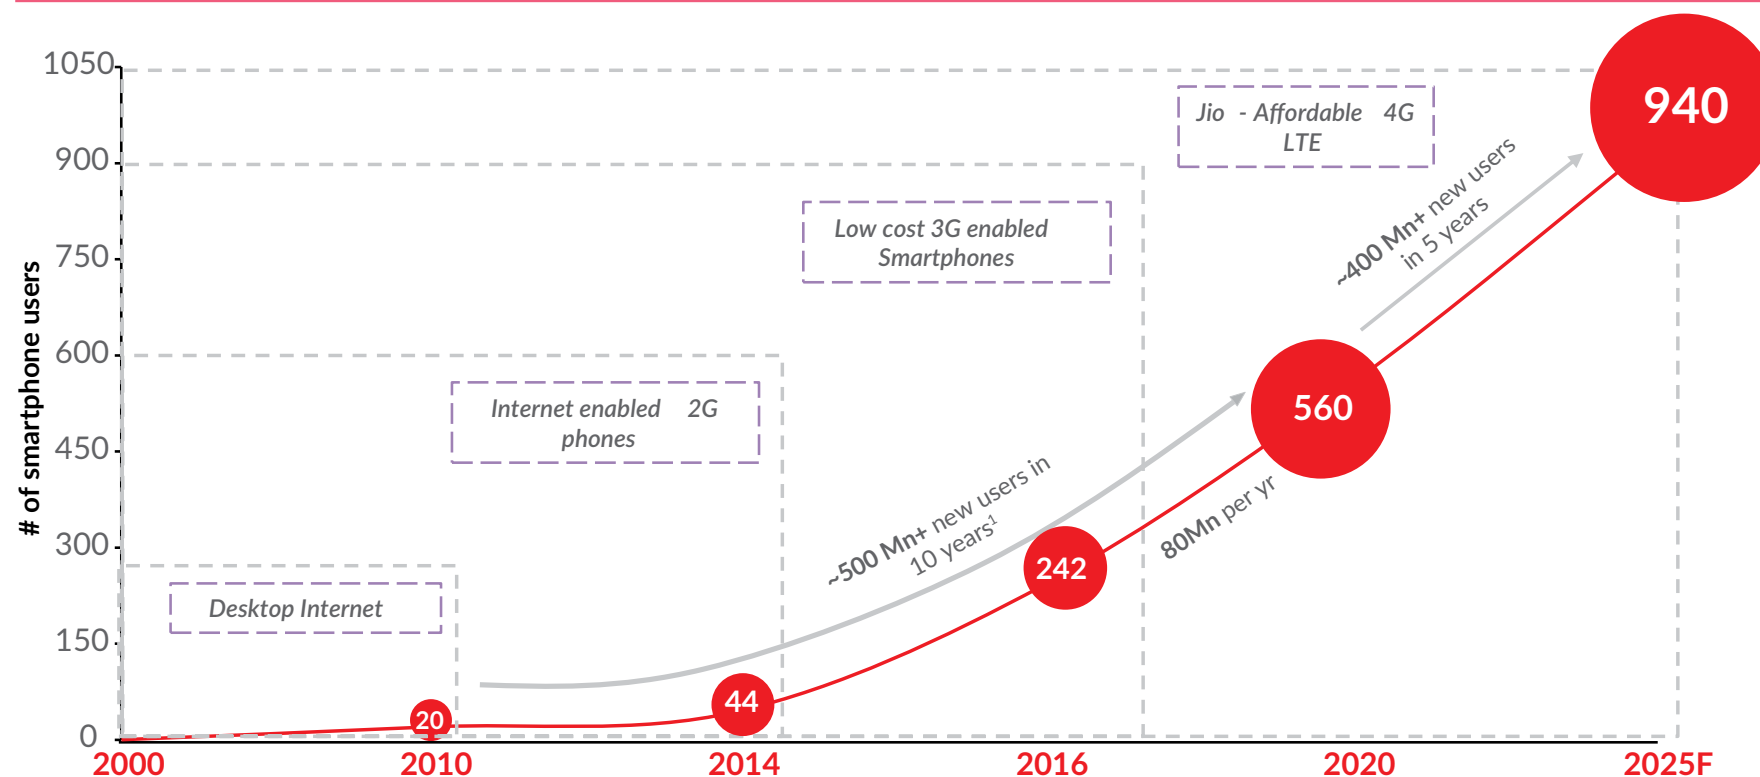 1050
900
750
600
450
300
150
0
# of smartphone users
Jio - Affordable 4G
LTE
Low cost 3G enabled
Smartphones
Internet enabled 2G
phones
Desktop Internet
~500 Mn+ new users in
10 years¹
80Mn per yr
~400 Mn+ new users
in 5 years
20
44
242
560
940
2000
2010
2014
2016
2020
2025F